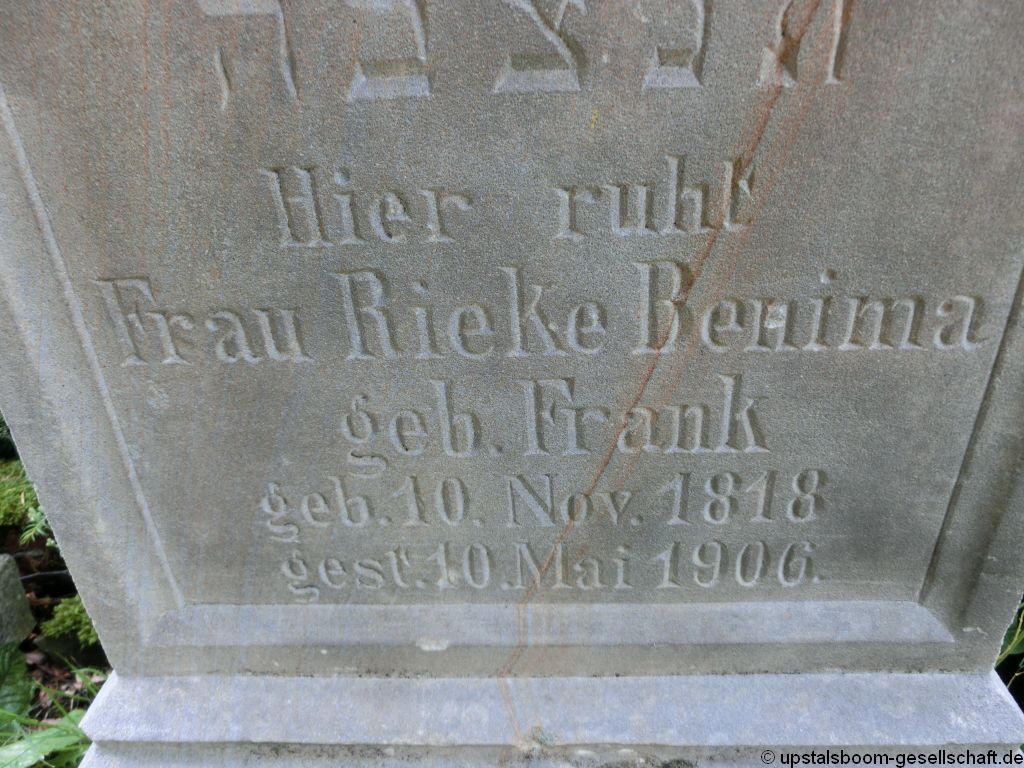 ת נ צ ב ה
Hier ruht
Frau Rieke Benima
geb. Frank
geb. 10. Nov. 1818
gest. 10. Mai 1906.
© upstalsboom-gesellschaft.de